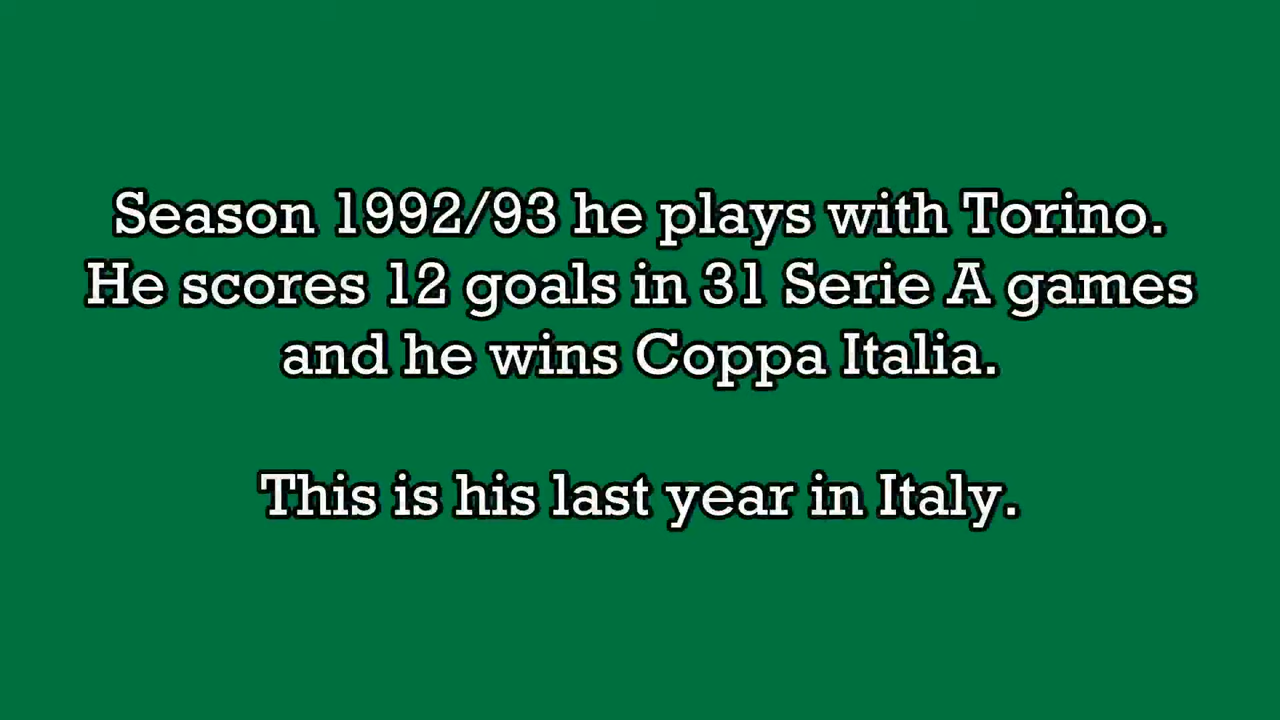 Season 1992/93 he plays with Torino.
He scores 12 goals in 31 Serie A games
and he wins Coppa Italia.
This is his last year in Italy.